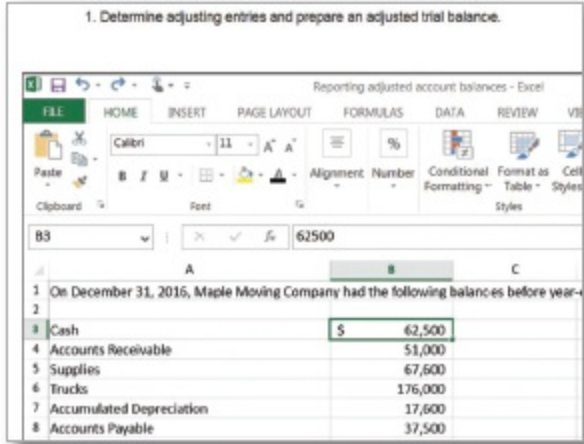 1. Determine adjusting entries and prepare an adjusted trial balance.
Reporting adjusted account balances - Excel
FILE HOME INSERT PAGE LAYOUT FORMULAS DATA REVIEW
Calibri 11 A A %
Paste B I U A Alignment Number Conditional Formatting Format as Table Cell Styles
Clipboard Font Styles
B3 fx 62500
A B C
1 On December 31, 2016, Maple Moving Company had the following balances before year-
2
3 Cash $ 62,500
4 Accounts Receivable 51,000
5 Supplies 67,600
6 Trucks 176,000
7 Accumulated Depreciation 17,600
8 Accounts Payable 37,500